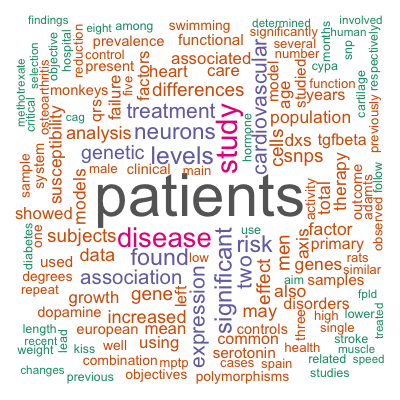 findings
eight
among
swimming
determined
involved
months
human
snp
respectively
significantly
several
number
hospital
objective
selection
critical
methotrexate
osteoarthritis
reduction
prevalence
control
present
functional
associated
heart
care
factors
live
failure
monkeys
qrs
cag
differences
cardiovascular
model
age
studied
cypa
function
years
cartilage
previously
treatment
study
population
analysis
neurons
cells
dxs
tgfbeta
hormone
csnps
susceptibility
sample
system
genetic
levels
male
clinical
main
models
patients
activity
total
therapy
outcome
adamts
observed
follow
showed
one
diabetes
subjects
disease
use
risk
men
axis
factor
primary
data
found
low
significant
two
effect
genes
rats
similar
used
degrees
repeat
association
expression
aim
samples
also
disorders
fpld
growth
gene
left
may
three
high
lower
treated
dopamine
increased
length
recent
weight
lead
european
mean
controls
single
common
stroke
muscle
kiss
well
using
serotonin
health
related
speed
combination
mptp
cases
spain
changes
previous
objectives
polymorphisms
studies